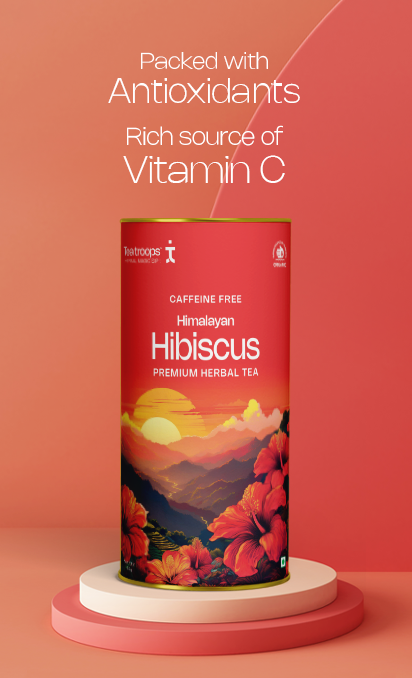 Packed with
Antioxidants
Rich source of
Vitamin C
Teatroops
CAFFEINE FREE
Himalayan
Hibiscus
PREMIUM HERBAL TEA